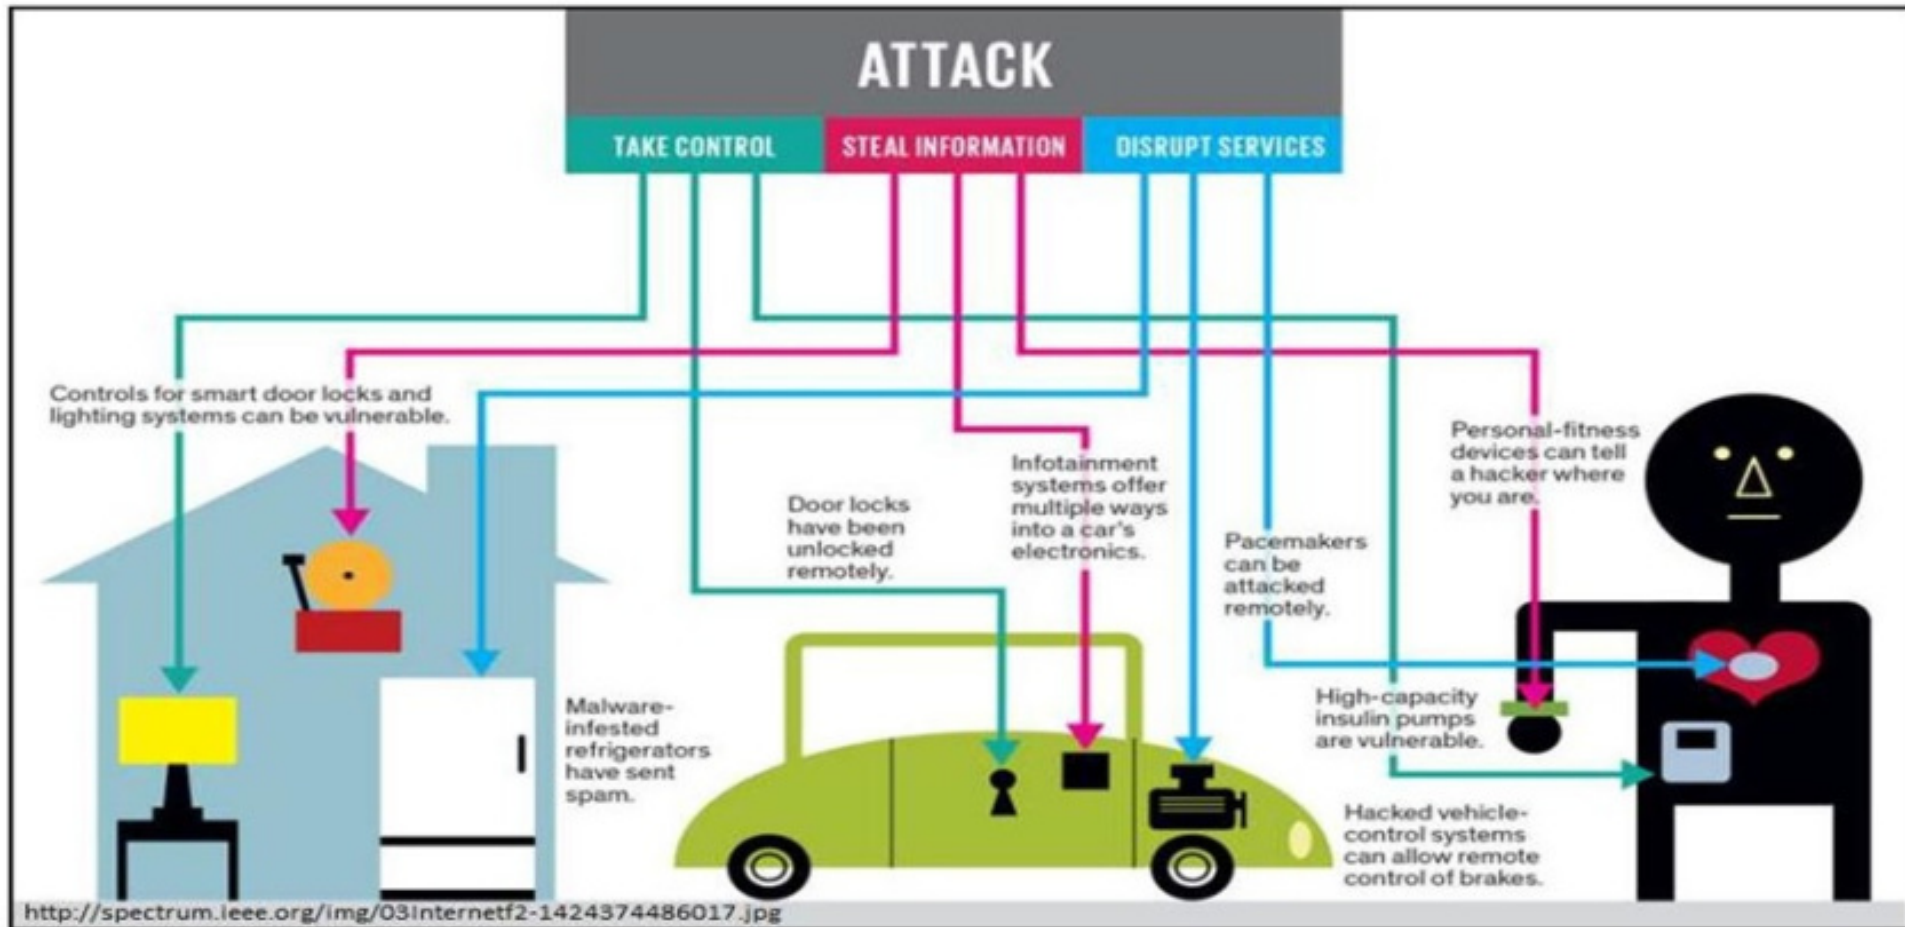 ATTACK
TAKE CONTROL
STEAL INFORMATION
DISRUPT SERVICES
Controls for smart door locks and
lighting systems can be vulnerable.
Door locks
have been
unlocked
remotely.
Infotainment
systems offer
multiple ways
into a car's
electronics.
Personal-fitness
devices can tell
a hacker where
you are.
Pacemakers
can be
attacked
remotely.
Malware-
infested
refrigerators
have sent
spam.
High-capacity
insulin pumps
are vulnerable.
Hacked vehicle-
control systems
can allow remote
control of brakes.
http://spectrum.ieee.org/img/03Internetf2-1424374486017.jpg